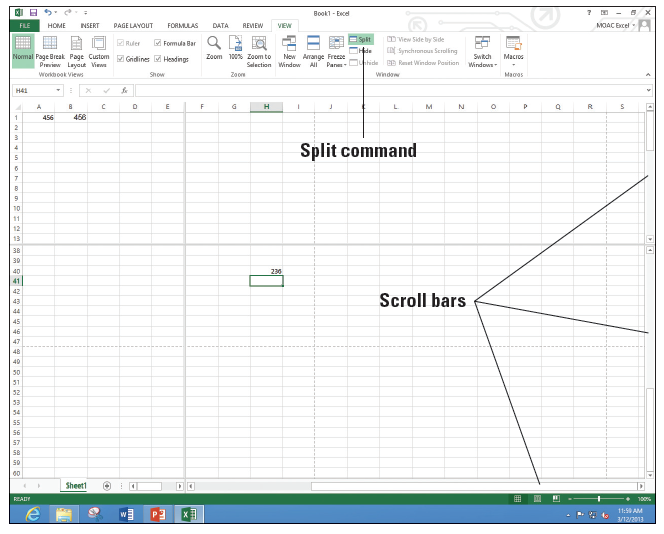 Book1 - Excel
FILE HOME INSERT PAGE LAYOUT FORMULAS DATA REVIEW VIEW MOAC Excel
Normal Page Break Preview Page Layout Custom Views
Workbook Views
Ruler Formula Bar
Gridlines Headings
Show
Zoom 100% Zoom to Selection
Zoom
New Window Arrange All Freeze Panes
Split
Hide
Unhide
View Side by Side
Synchronous Scrolling
Reset Window Position
Switch Windows
Window
Macros
Macros
H41
fx
A B C D E F G H I J K L M N O P Q R S
1 456 456
2
3
4
Split command
5
6
7
8
9
10
11
12
13
38
39
40 236
41
42
43
Scroll bars
44
45
46
47
48
49
50
51
52
53
54
55
56
57
58
59
60
Sheet1
READY 100%
11:59 AM
3/12/2013